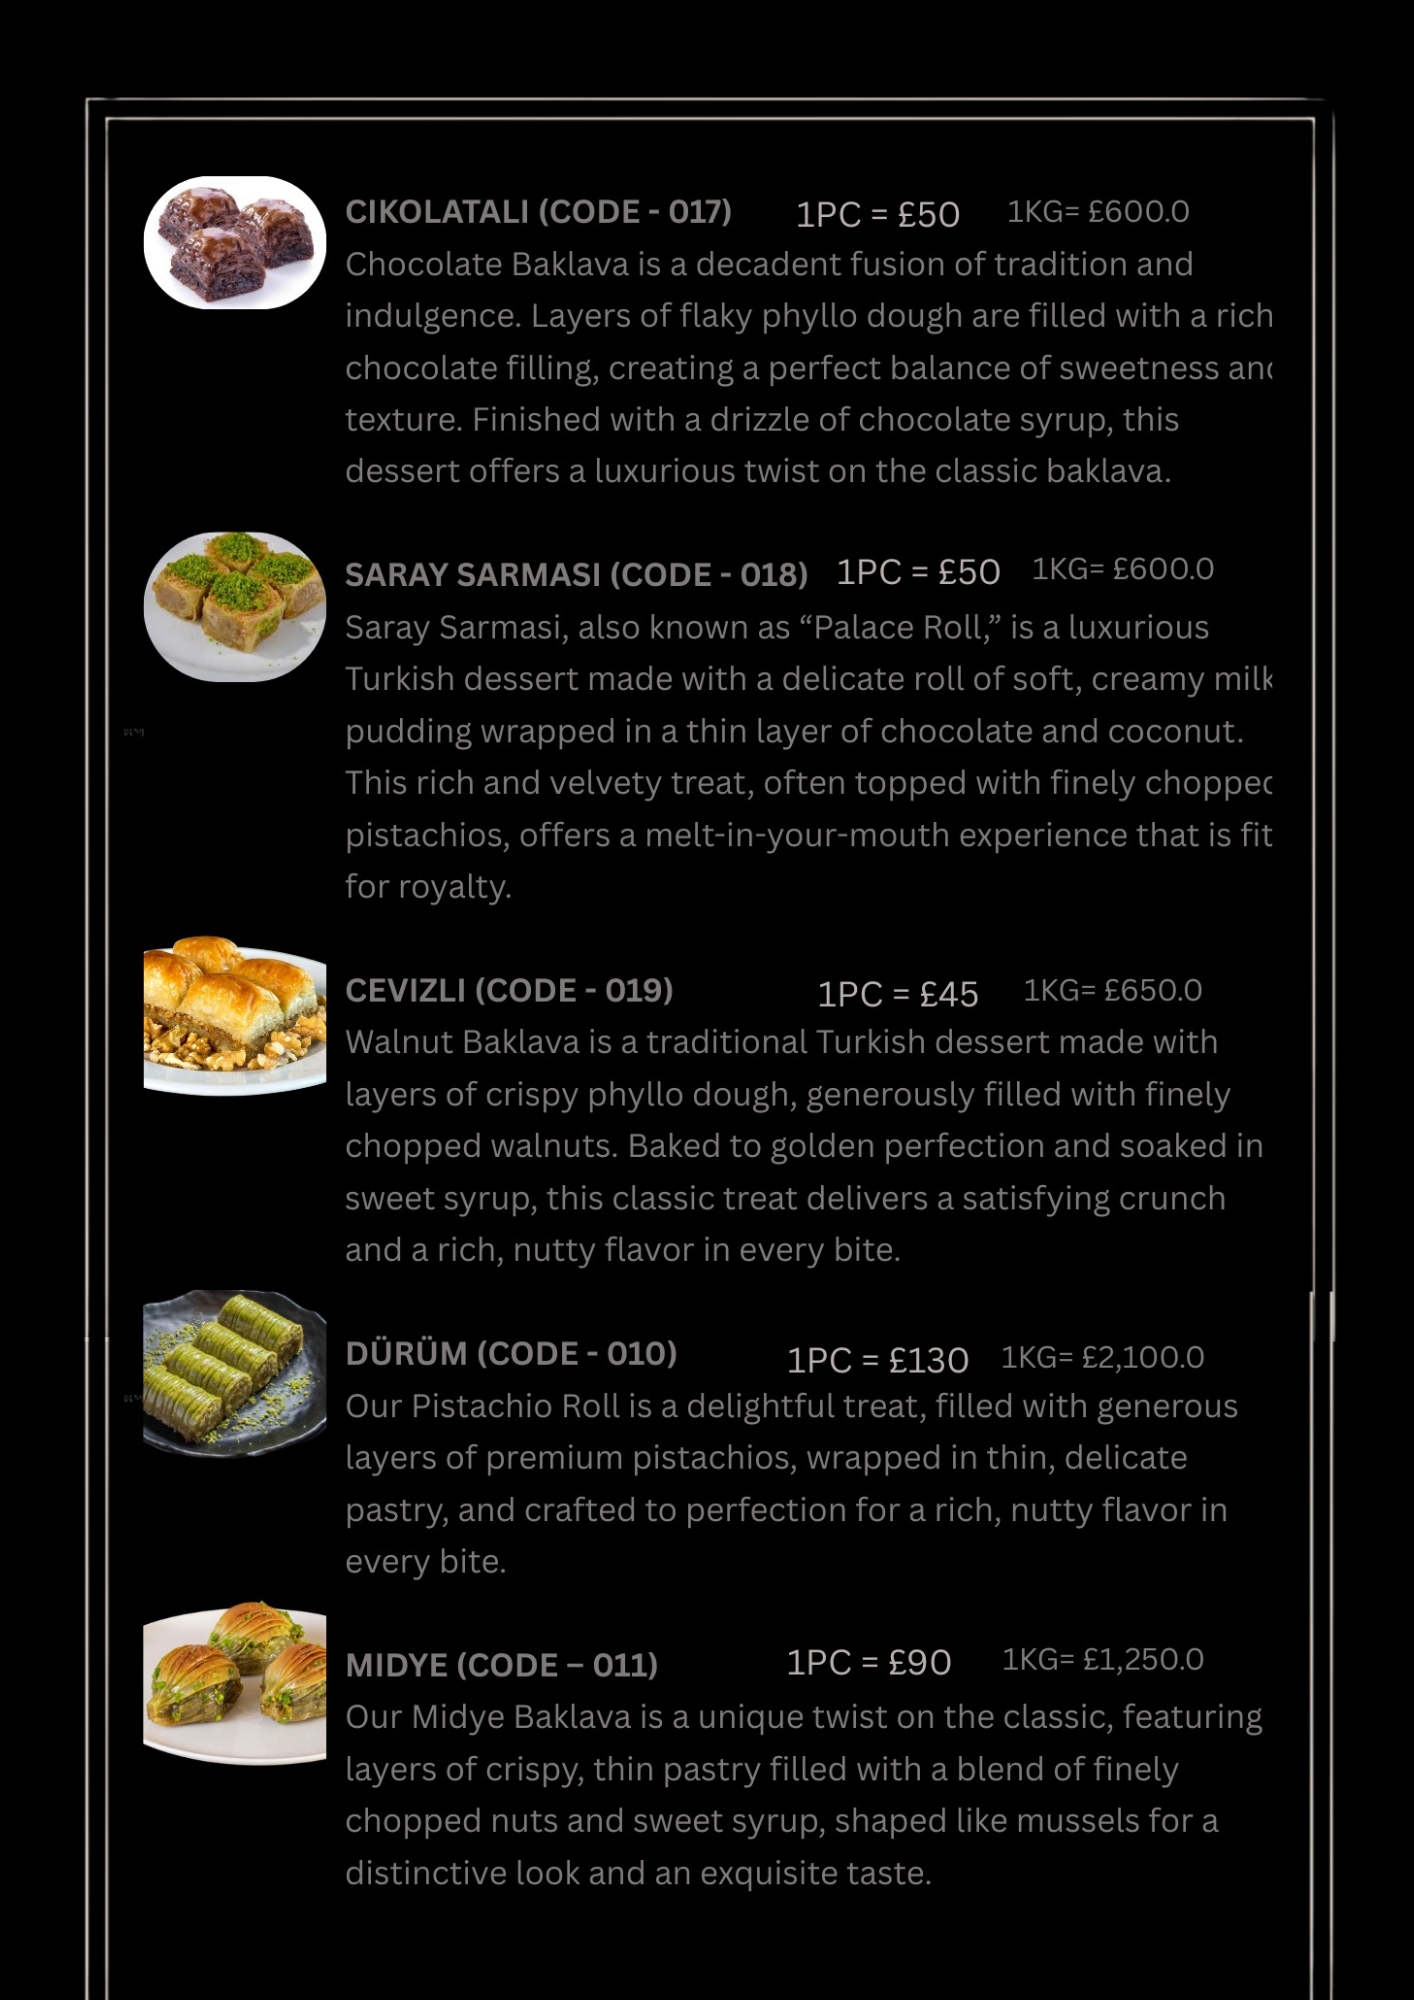 CIKOLATALI (CODE - 017) 1PC = £50 1KG= £600.0
Chocolate Baklava is a decadent fusion of tradition and
indulgence. Layers of flaky phyllo dough are filled with a rich
chocolate filling, creating a perfect balance of sweetness and
texture. Finished with a drizzle of chocolate syrup, this
dessert offers a luxurious twist on the classic baklava.
SARAY SARMASI (CODE - 018) 1PC = £50 1KG= £600.0
Saray Sarmasi, also known as “Palace Roll,” is a luxurious
Turkish dessert made with a delicate roll of soft, creamy milk
pudding wrapped in a thin layer of chocolate and coconut.
This rich and velvety treat, often topped with finely chopped
pistachios, offers a melt-in-your-mouth experience that is fit
for royalty.
CEVIZLI (CODE - 019) 1PC = £45 1KG= £650.0
Walnut Baklava is a traditional Turkish dessert made with
layers of crispy phyllo dough, generously filled with finely
chopped walnuts. Baked to golden perfection and soaked in
sweet syrup, this classic treat delivers a satisfying crunch
and a rich, nutty flavor in every bite.
DÜRÜM (CODE - 010) 1PC = £130 1KG= £2,100.0
Our Pistachio Roll is a delightful treat, filled with generous
layers of premium pistachios, wrapped in thin, delicate
pastry, and crafted to perfection for a rich, nutty flavor in
every bite.
MIDYE (CODE – 011) 1PC = £90 1KG= £1,250.0
Our Midye Baklava is a unique twist on the classic, featuring
layers of crispy, thin pastry filled with a blend of finely
chopped nuts and sweet syrup, shaped like mussels for a
distinctive look and an exquisite taste.